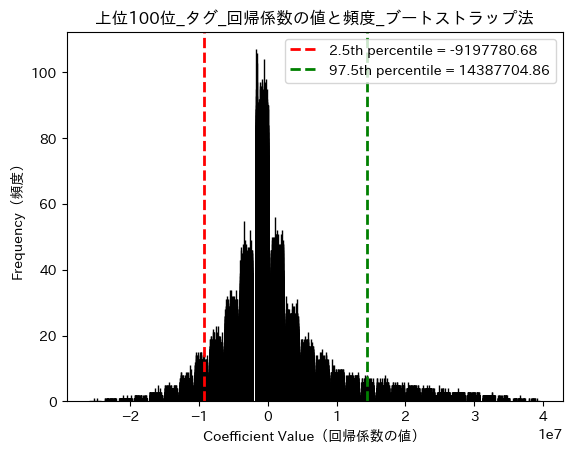 上位100位_タグ_回帰係数の値と頻度_ブートストラップ法
2.5th percentile = -9197780.68
97.5th percentile = 14387704.86
Frequency（頻度）
100
80
60
40
20
0
−2
−1
0
1
2
3
4
1e7
Coefficient Value（回帰係数の値）